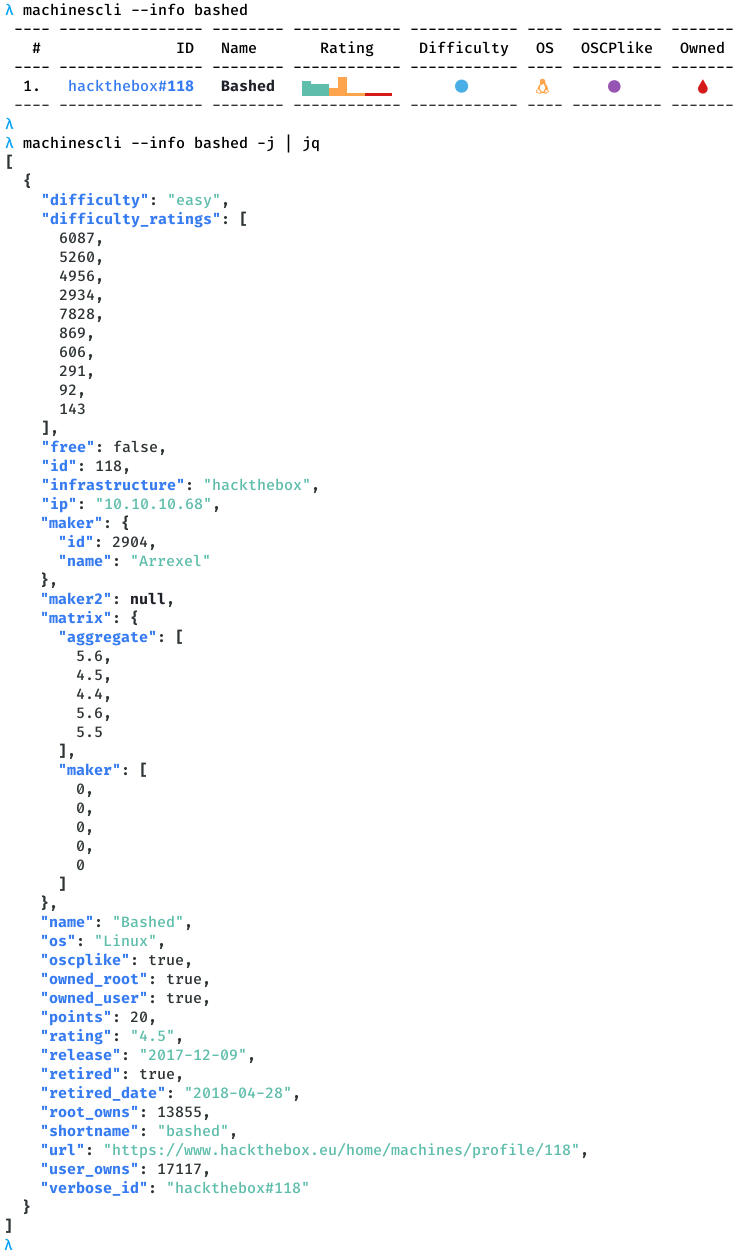 λ machinescli --info bashed
---- ---------------- -------- ------------ ------------ ---- ---------- -------
# ID Name Rating Difficulty OS OSCPlike Owned
---- ---------------- -------- ------------ ------------ ---- ---------- -------
1. hackthebox#118 Bashed
---- ---------------- -------- ------------ ------------ ---- ---------- -------
λ
λ machinescli --info bashed -j | jq
[
  {
    "difficulty": "easy",
    "difficulty_ratings": [
      6087,
      5260,
      4956,
      2934,
      7828,
      869,
      606,
      291,
      92,
      143
    ],
    "free": false,
    "id": 118,
    "infrastructure": "hackthebox",
    "ip": "10.10.10.68",
    "maker": {
      "id": 2904,
      "name": "Arrexel"
    },
    "maker2": null,
    "matrix": {
      "aggregate": [
        5.6,
        4.5,
        4.4,
        5.6,
        5.5
      ],
      "maker": [
        0,
        0,
        0,
        0,
        0
      ]
    },
    "name": "Bashed",
    "os": "Linux",
    "oscplike": true,
    "owned_root": true,
    "owned_user": true,
    "points": 20,
    "rating": "4.5",
    "release": "2017-12-09",
    "retired": true,
    "retired_date": "2018-04-28",
    "root_owns": 13855,
    "shortname": "bashed",
    "url": "https://www.hackthebox.eu/home/machines/profile/118",
    "user_owns": 17117,
    "verbose_id": "hackthebox#118"
  }
]
λ